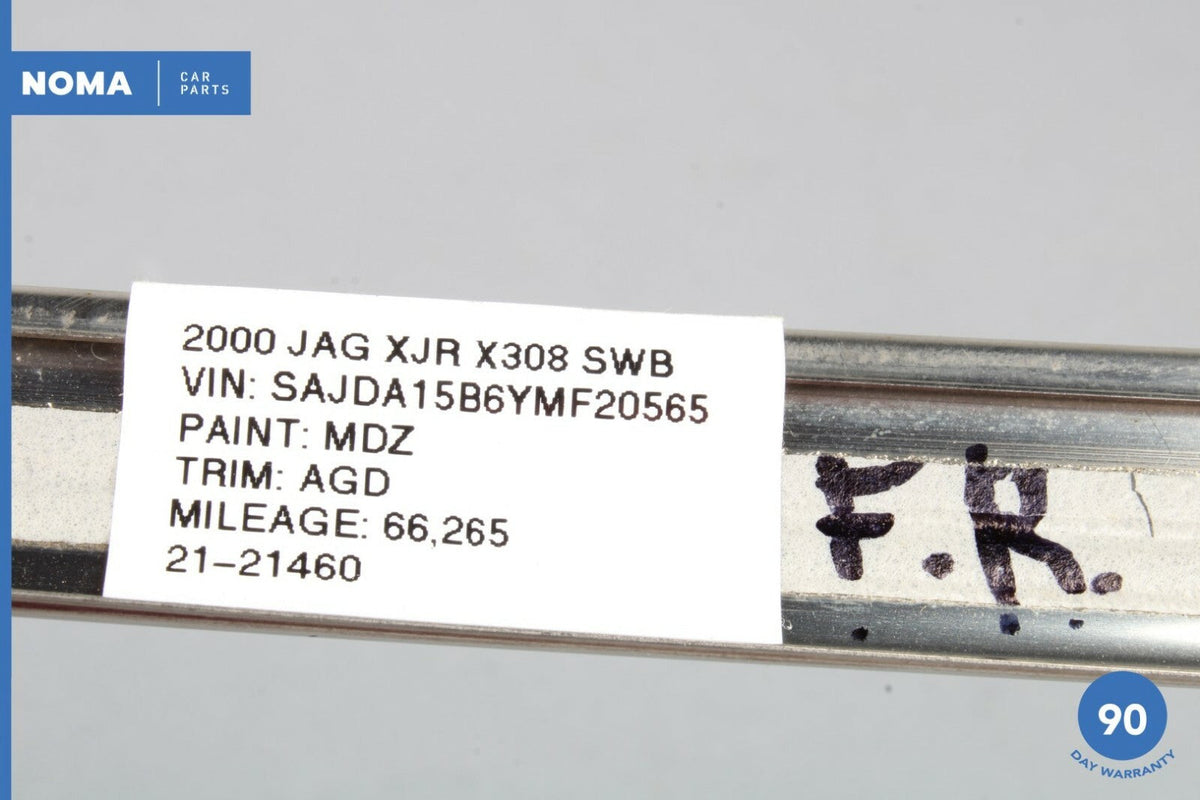 NOMA
CAR
PARTS
2000 JAG XJR X308 SWB
VIN: SAJDA15B6YMF20565
PAINT: MDZ
TRIM: AGD
MILEAGE: 66,265
21-21460
F.R.
90
DAY WARRANTY